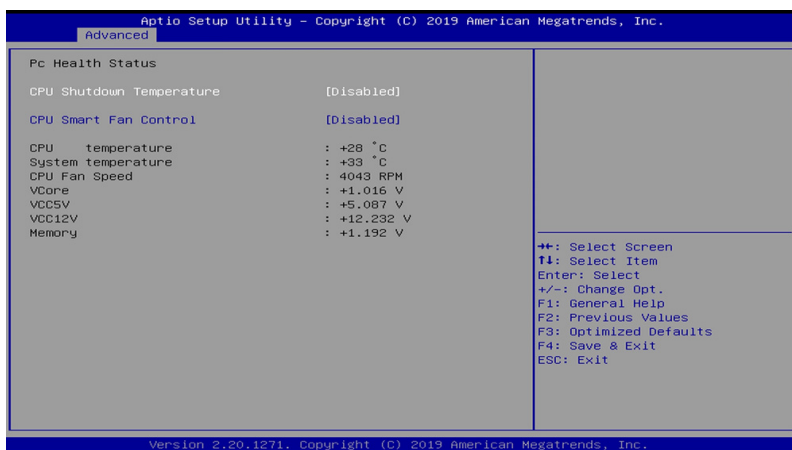 Aptio Setup Utility – Copyright (C) 2019 American Megatrends, Inc.
Advanced
Pc Health Status
CPU Shutdown Temperature [Disabled]
CPU Smart Fan Control [Disabled]
CPU temperature : +28 °C
System temperature : +33 °C
CPU Fan Speed : 4043 RPM
VCore : +1.016 V
VCC5V : +5.087 V
VCC12V : +12.232 V
Memory : +1.192 V
→←: Select Screen
↑↓: Select Item
Enter: Select
+/-: Change Opt.
F1: General Help
F2: Previous Values
F3: Optimized Defaults
F4: Save & Exit
ESC: Exit
Version 2.20.1271. Copyright (C) 2019 American Megatrends, Inc.